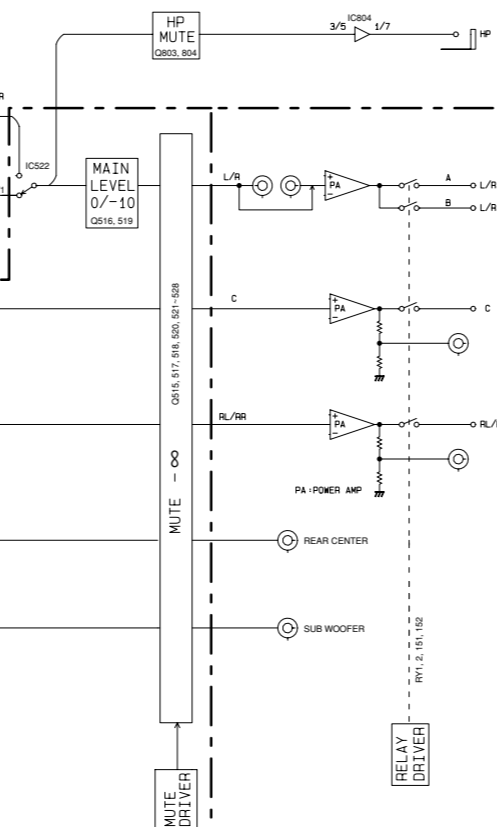 HP
MUTE
Q803, 804
3/5
IC804
1/7
HP
R
IC522
1
MAIN
LEVEL
0/-10
Q516, 519
L/R
+
PA
−
A
L/R
B
L/R
Q515, 517, 518, 520, 521~528
MUTE - ∞
C
+
PA
−
C
RL/RR
+
PA
−
RL/
PA :POWER AMP
REAR CENTER
SUB WOOFER
RY1, 2, 151, 152
RELAY
DRIVER
MUTE
DRIVER